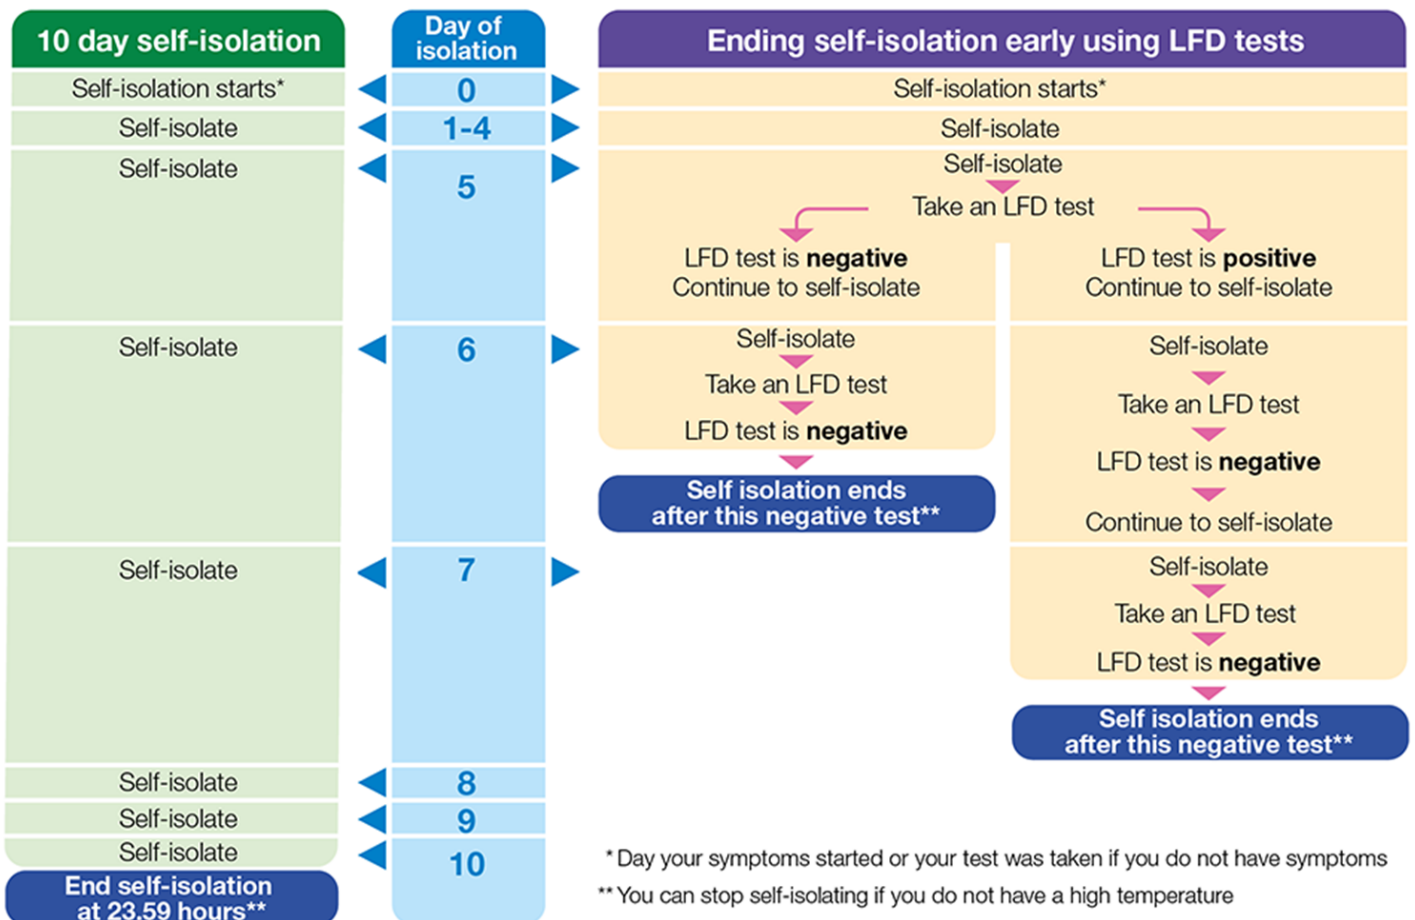 10 day self-isolation
Day of
isolation
Ending self-isolation early using LFD tests
Self-isolation starts*
0
Self-isolation starts*
Self-isolate
1-4
Self-isolate
Self-isolate
5
Self-isolate
Take an LFD test
LFD test is negative
Continue to self-isolate
LFD test is positive
Continue to self-isolate
Self-isolate
6
Self-isolate
Take an LFD test
LFD test is negative
Self isolation ends
after this negative test**
Self-isolate
Take an LFD test
LFD test is negative
Continue to self-isolate
Self-isolate
7
Self-isolate
Take an LFD test
LFD test is negative
Self isolation ends
after this negative test**
Self-isolate
8
Self-isolate
9
Self-isolate
10
End self-isolation
at 23.59 hours**
* Day your symptoms started or your test was taken if you do not have symptoms
** You can stop self-isolating if you do not have a high temperature